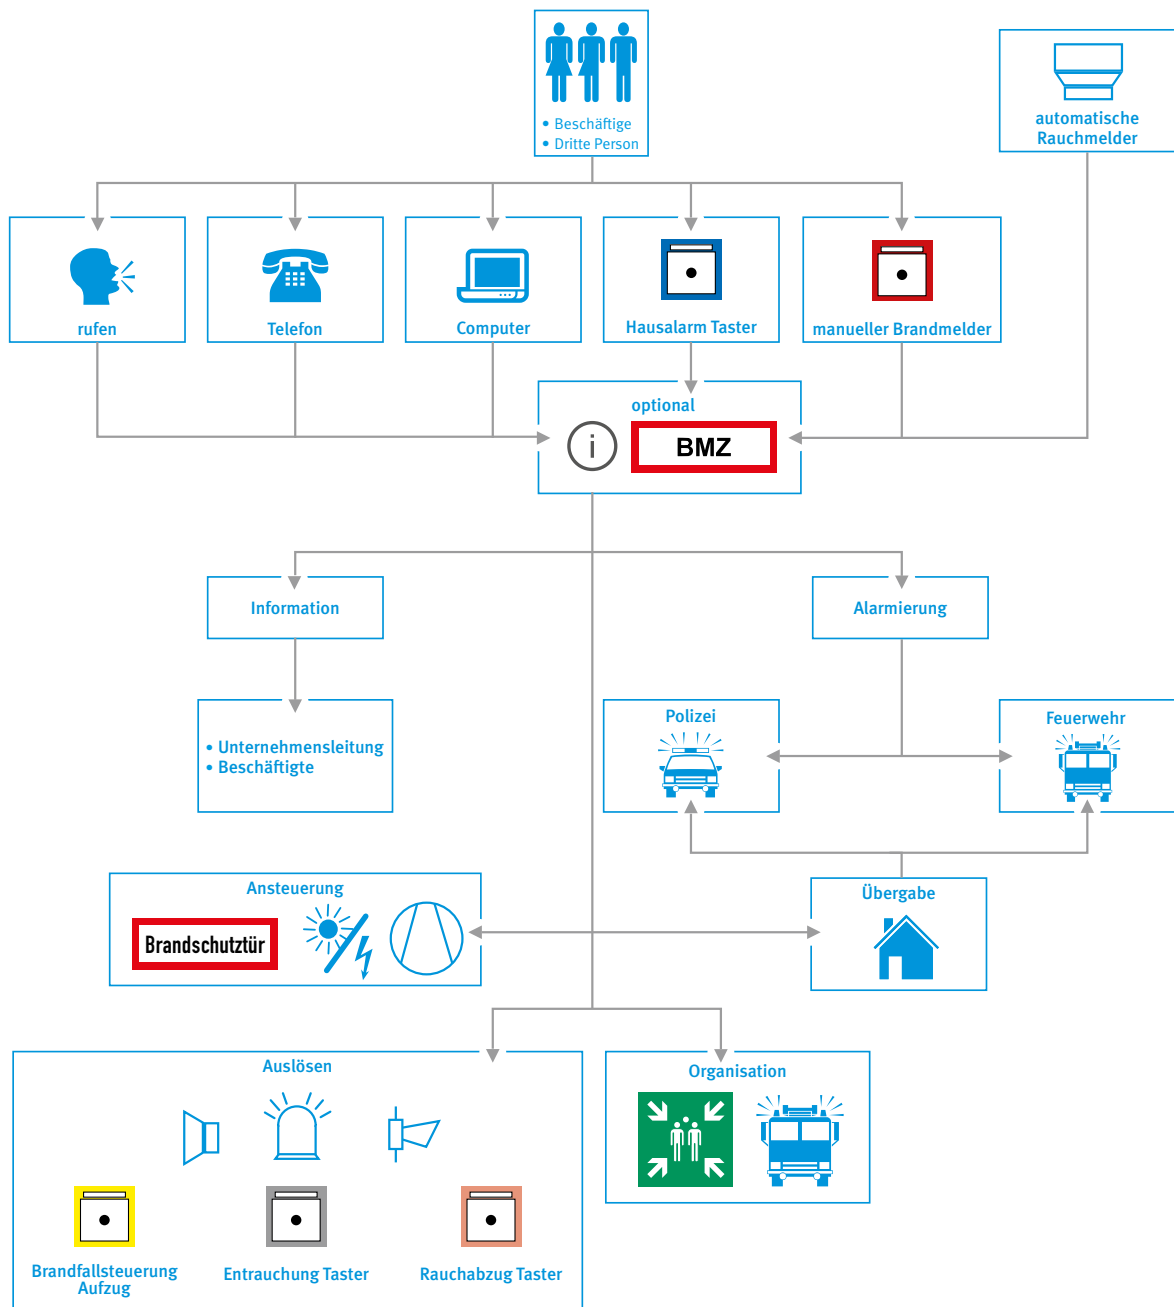 • Beschäftige
• Dritte Person
automatische
Rauchmelder
rufen
Telefon
Computer
Hausalarm Taster
manueller Brandmelder
optional
i
BMZ
Information
Alarmierung
• Unternehmensleitung
• Beschäftigte
Polizei
Feuerwehr
Ansteuerung
Brandschutztür
Übergabe
Auslösen
Organisation
Brandfallsteuerung
Aufzug
Entrauchung Taster
Rauchabzug Taster